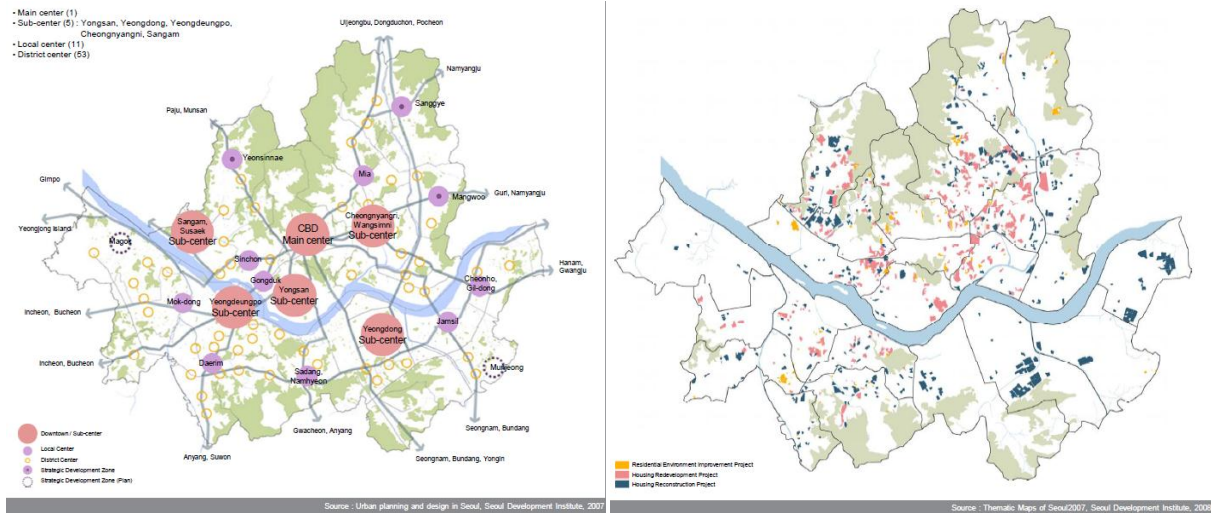 • Main center (1)
• Sub-center (5) : Yongsan, Yeongdong, Yeongdeungpo,
Cheongnyangni, Sangam
• Local center (11)
• District center (53)
Uijeongbu, Dongduchon, Pocheon
Namyangju
Sanggye
Paju, Munsan
Yeonsinnae
Mia
Gimpo
Mangwoo
Guri, Namyangju
Sangam,
Susaek
Sub-center
CBD
Main center
Cheongnyangri,
Wangsimni
Sub-center
Yeongjong Island
Magok
Sinchon
Hanam,
Gwangju
Gongduk
Cheonho,
Gil-dong
Yongsan
Sub-center
Mok-dong
Yeongdeungpo
Sub-center
Incheon, Bucheon
Jamsil
Yeongdong
Sub-center
Incheon, Bucheon
Daerim
Sadang,
Namhyeon
Munjeong
Gwacheon, Anyang
Seongnam, Bundang
Anyang, Suwon
Seongnam, Bundang, Yongin
Downtown / Sub-center
Local Center
District Center
Strategic Development Zone
Strategic Development Zone (Plan)
Source : Urban planning and design in Seoul, Seoul Development Institute, 2007
Residential Environment Improvement Project
Housing Redevelopment Project
Housing Reconstruction Project
Source : Thematic Maps of Seoul2007, Seoul Development Institute, 2008